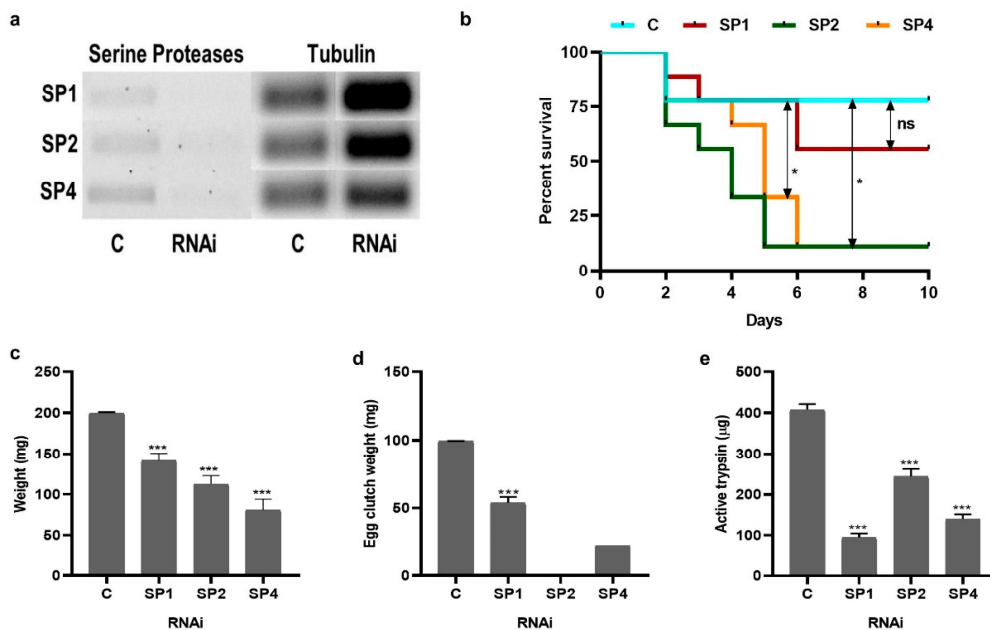 a
Serine Proteases Tubulin
SP1
SP2
SP4
C RNAi C RNAi
b
C SP1 SP2 SP4
Percent survival
100
75
50
25
0
ns
*
*
0 2 4 6 8 10
Days
c
Weight (mg)
250
200
150
100
50
0
***
***
***
C SP1 SP2 SP4
RNAi
d
Egg clutch weight (mg)
150
100
50
0
***
C SP1 SP2 SP4
RNAi
e
Active trypsin (µg)
500
400
300
200
100
0
***
***
***
C SP1 SP2 SP4
RNAi